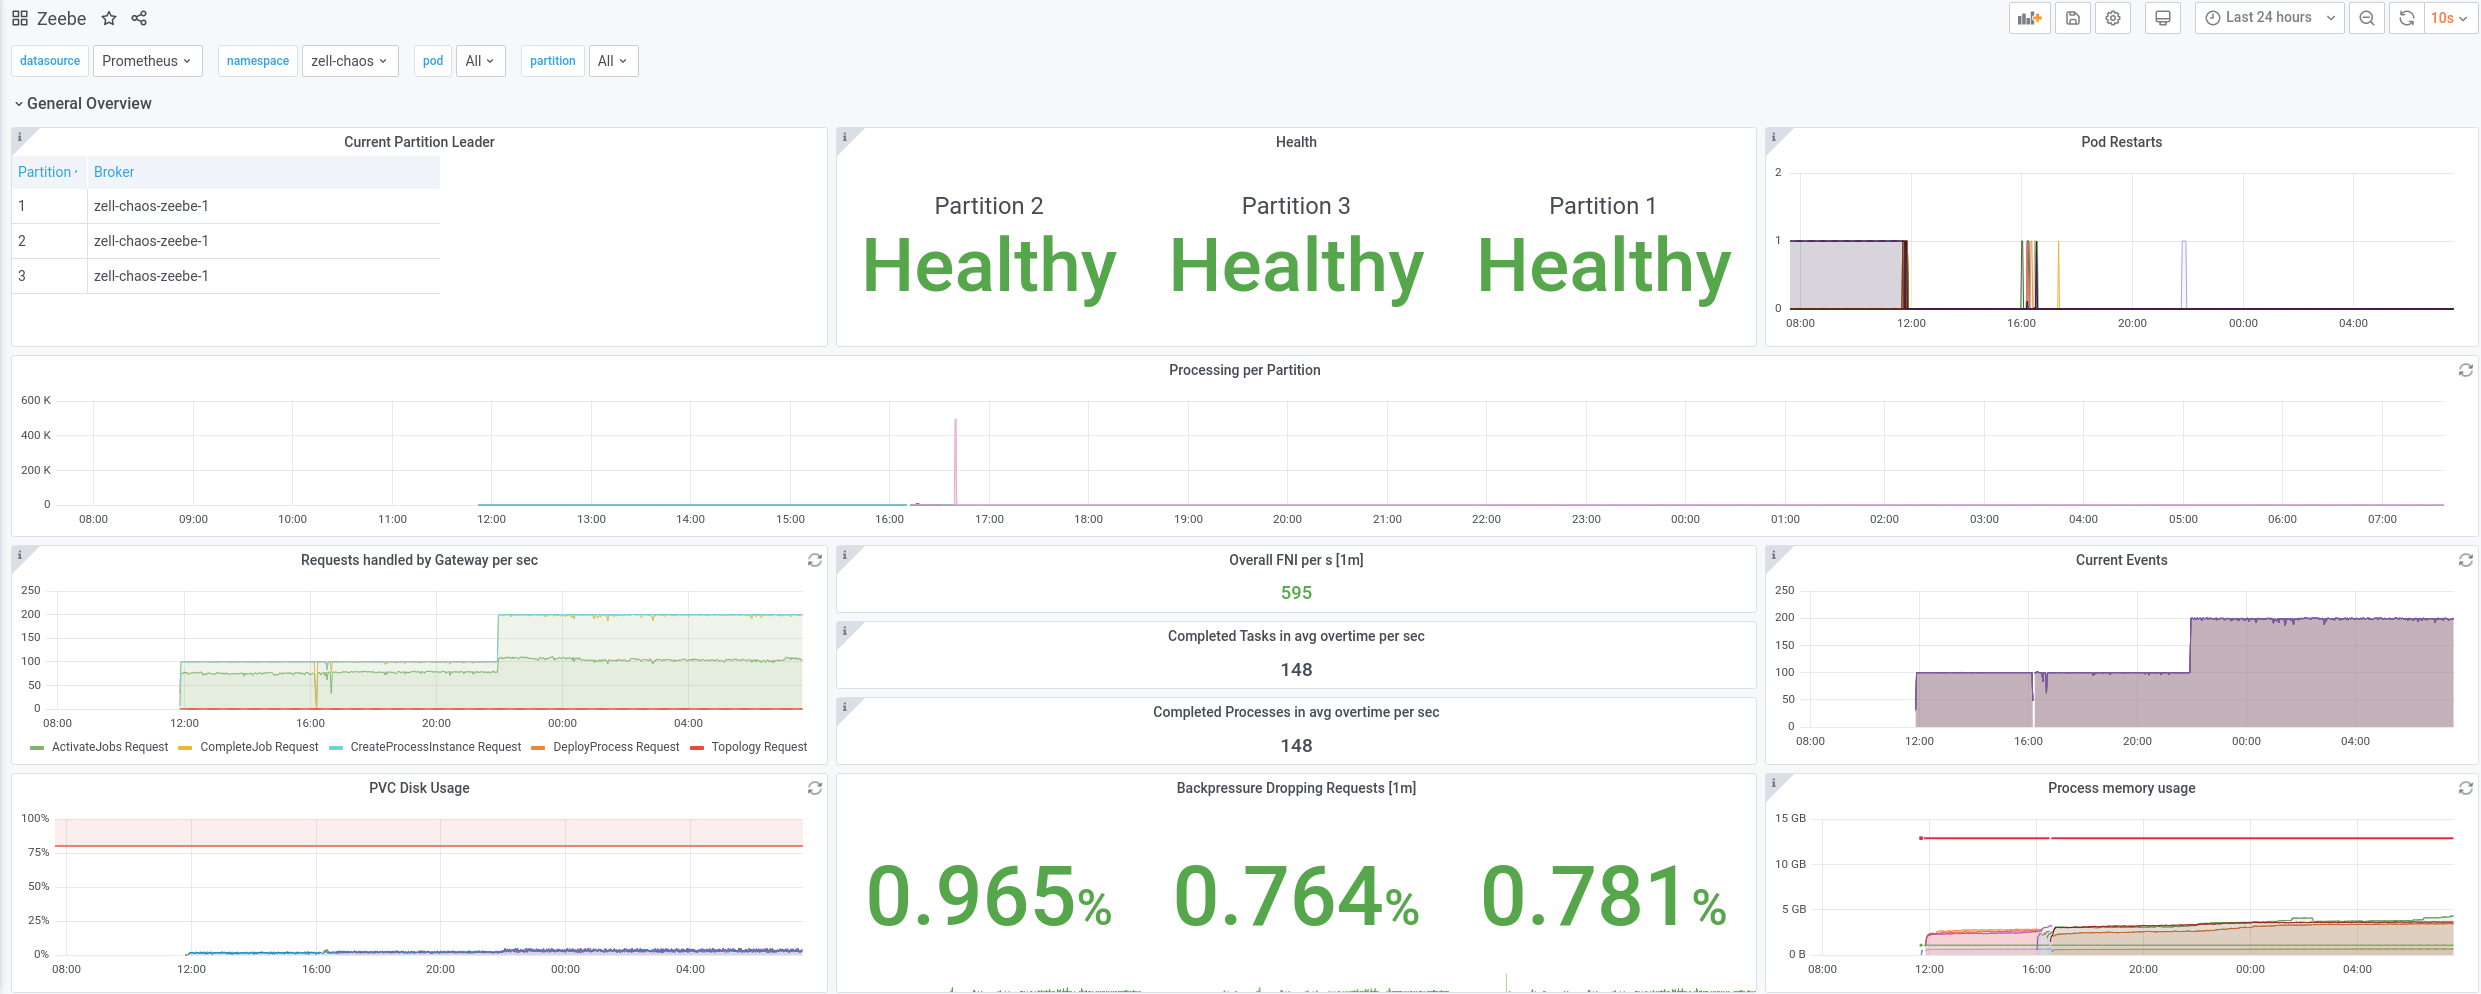 Zeebe
Last 24 hours
10s
datasource Prometheus namespace zell-chaos pod All partition All
General Overview
Current Partition Leader
Partition Broker
1 zell-chaos-zeebe-1
2 zell-chaos-zeebe-1
3 zell-chaos-zeebe-1
Health
Partition 2 Partition 3 Partition 1
Healthy Healthy Healthy
Pod Restarts
2
1
0
08:00 12:00 16:00 20:00 00:00 04:00
Processing per Partition
600 K
400 K
200 K
0
08:00 09:00 10:00 11:00 12:00 13:00 14:00 15:00 16:00 17:00 18:00 19:00 20:00 21:00 22:00 23:00 00:00 01:00 02:00 03:00 04:00 05:00 06:00 07:00
Requests handled by Gateway per sec
250
200
150
100
50
0
08:00 12:00 16:00 20:00 00:00 04:00
ActivateJobs Request CompleteJob Request CreateProcessInstance Request DeployProcess Request Topology Request
Overall FNI per s [1m]
595
Completed Tasks in avg overtime per sec
148
Completed Processes in avg overtime per sec
148
Current Events
250
200
150
100
50
0
08:00 12:00 16:00 20:00 00:00 04:00
PVC Disk Usage
100%
75%
50%
25%
0%
08:00 12:00 16:00 20:00 00:00 04:00
Backpressure Dropping Requests [1m]
0.965% 0.764% 0.781%
Process memory usage
15 GB
10 GB
5 GB
0 B
08:00 12:00 16:00 20:00 00:00 04:00